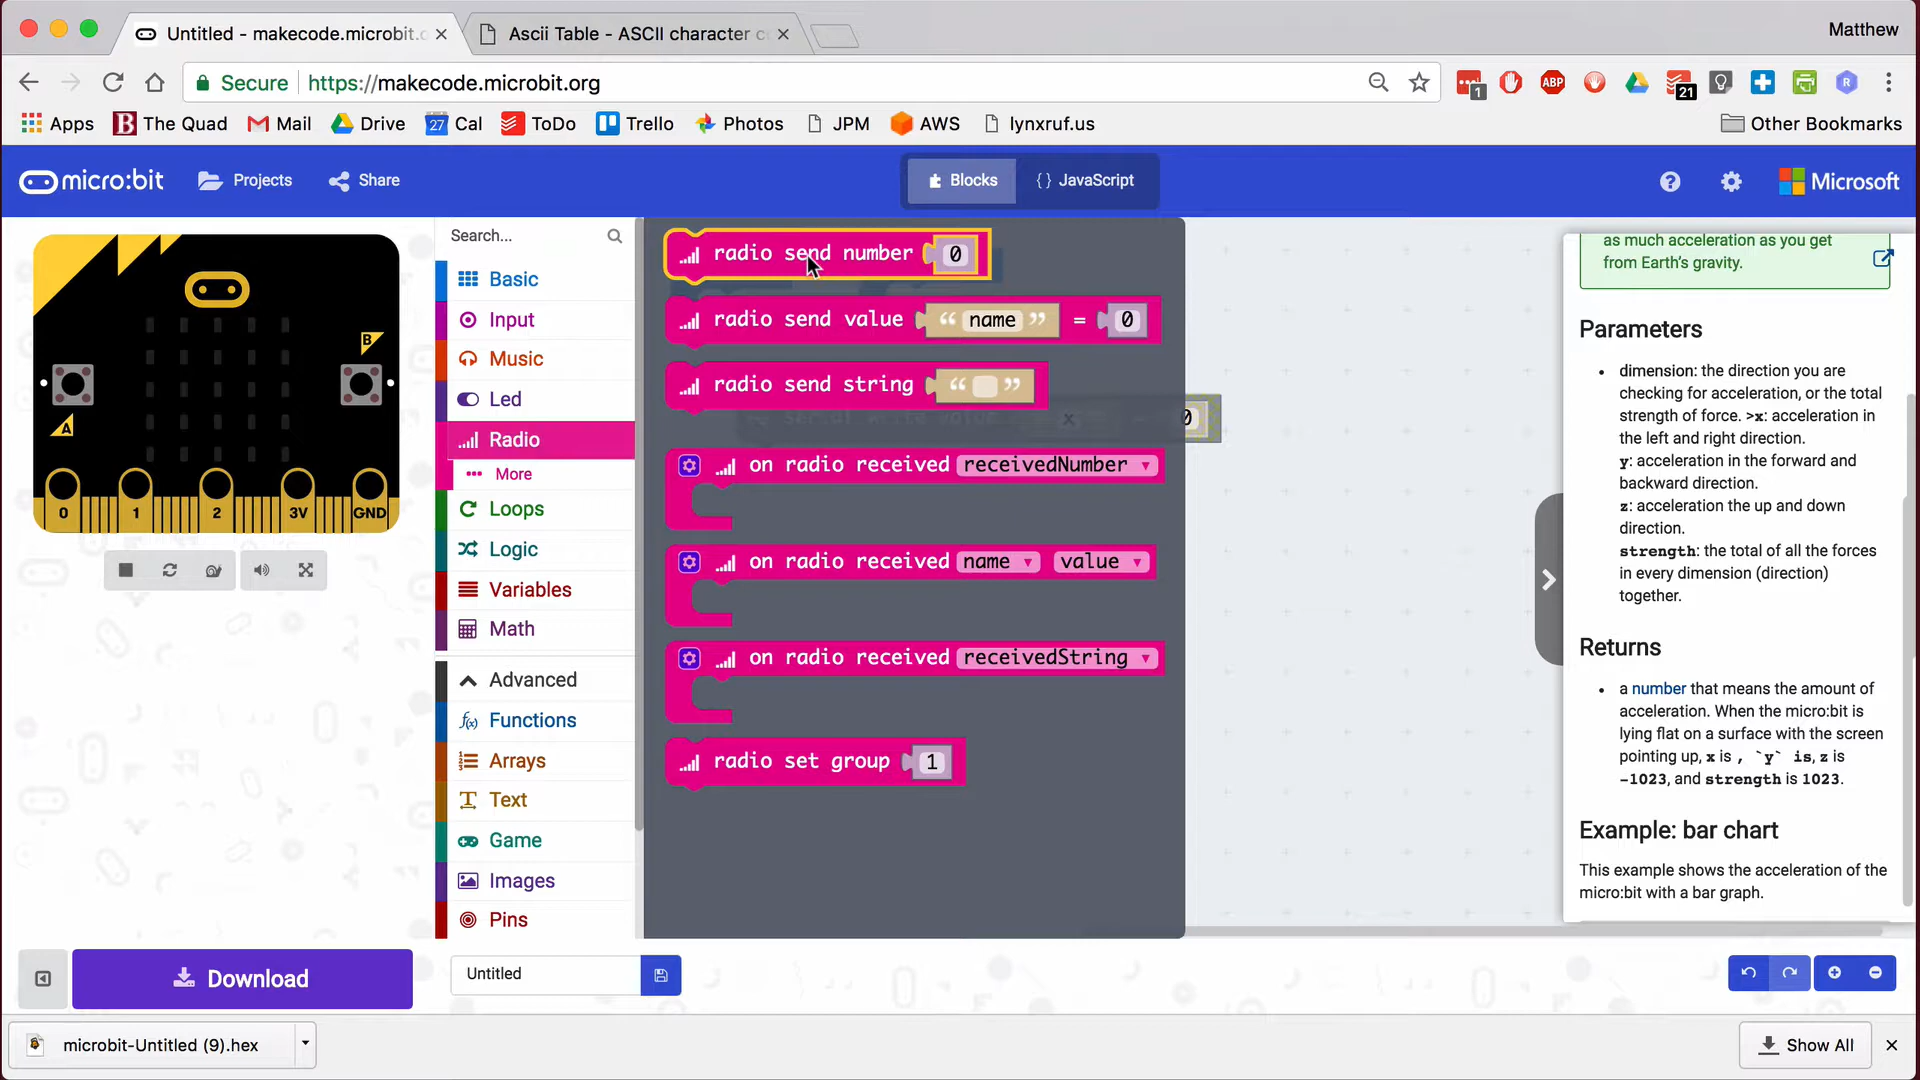 Untitled - makecode.microbit.c
Ascii Table - ASCII character co
Matthew
Secure
https://makecode.microbit.org
1
ABP
21
R
Apps
B The Quad
Mail
Drive
27 Cal
ToDo
Trello
Photos
JPM
AWS
lynxruf.us
Other Bookmarks
micro:bit
Projects
Share
Blocks
{} JavaScript
?
Microsoft
B
A
0 1 2 3V GND
Search...
Basic
Input
Music
Led
Radio
More
Loops
Logic
Variables
Math
Advanced
Functions
Arrays
Text
Game
Images
Pins
radio send number 0
radio send value “ name ” = 0
radio send string “ ”
serial write value x = 0
on radio received receivedNumber
on radio received name value
on radio received receivedString
radio set group 1
as much acceleration as you get
from Earth's gravity.
Parameters
• dimension: the direction you are
checking for acceleration, or the total
strength of force. >x: acceleration in
the left and right direction.
y: acceleration in the forward and
backward direction.
z: acceleration the up and down
direction.
strength: the total of all the forces
in every dimension (direction)
together.
Returns
• a number that means the amount of
acceleration. When the micro:bit is
lying flat on a surface with the screen
pointing up, x is , `y` is, z is
-1023, and strength is 1023.
Example: bar chart
This example shows the acceleration of the
micro:bit with a bar graph.
Download
Untitled
microbit-Untitled (9).hex
Show All